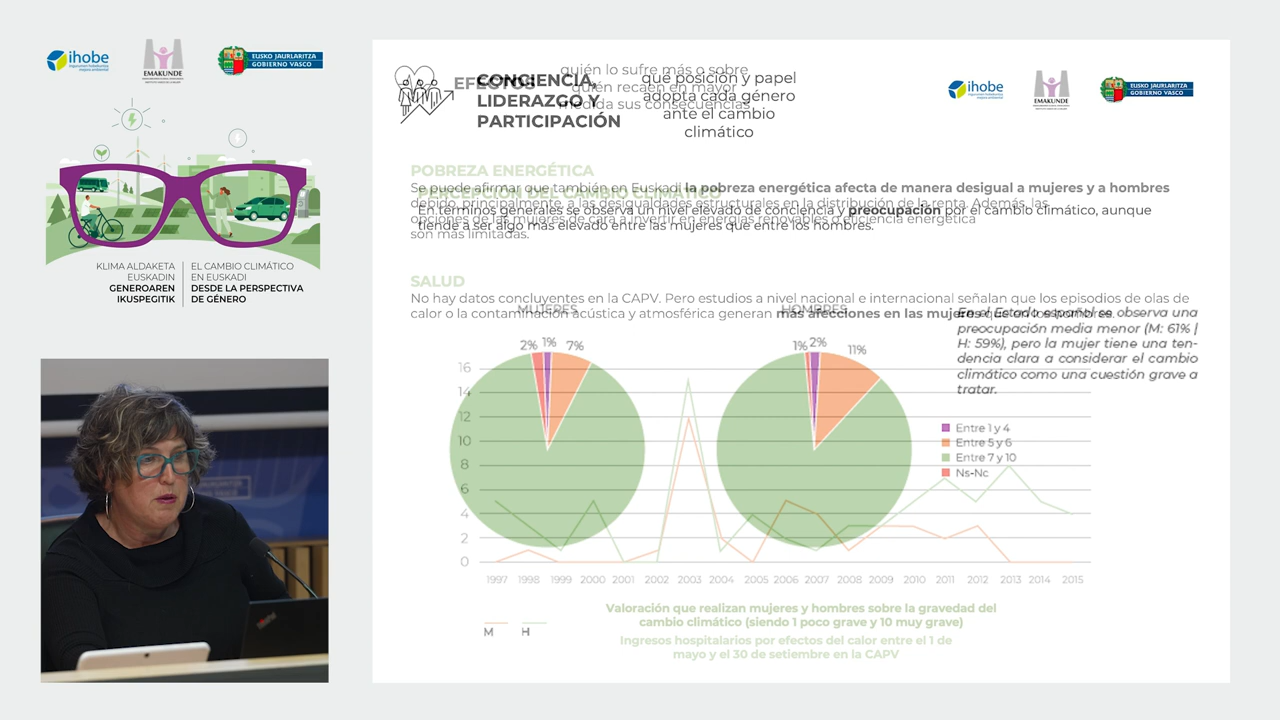 ihobe
EMAKUNDE
EUSKO JAURLARITZA
GOBIERNO VASCO
KLIMA ALDAKETA
EUSKADIN
GENEROAREN
IKUSPEGITIK
EL CAMBIO CLIMÁTICO
EN EUSKADI
DESDE LA PERSPECTIVA
DE GÉNERO
EFECTOS
quién lo sufre más o sobre
quién recaen en mayor
medida sus consecuencias
CONCIENCIA,
LIDERAZGO Y
PARTICIPACIÓN
que posición y papel
adopta cada género
ante el cambio
climático
ihobe
EMAKUNDE
EUSKO JAURLARITZA
GOBIERNO VASCO
POBREZA ENERGÉTICA
Se puede afirmar que también en Euskadi la pobreza energética afecta de manera desigual a mujeres y a hombres
debido, principalmente, a las desigualdades estructurales en la distribución de la renta. Además, las
opciones de las mujeres de cara a invertir en energías renovables o eficiencia energética
son más limitadas.
En términos generales se observa un nivel elevado de conciencia y preocupación por el cambio climático, aunque
tiende a ser algo más elevado entre las mujeres que entre los hombres.
SALUD
No hay datos concluyentes en la CAPV. Pero estudios a nivel nacional e internacional señalan que los episodios de olas de
calor o la contaminación acústica y atmosférica generan más afecciones en las mujeres que en los hombres.
MUJERES
HOMBRES
En el Estado español se observa una
preocupación media menor (M: 61% |
H: 59%), pero la mujer tiene una ten-
dencia clara a considerar el cambio
climático como una cuestión grave a
tratar.
2% 1% 7%
1% 2% 11%
Entre 1 y 4
Entre 5 y 6
Entre 7 y 10
Ns-Nc
16
14
12
10
8
6
4
2
0
1997 1998 1999 2000 2001 2002 2003 2004 2005 2006 2007 2008 2009 2010 2011 2012 2013 2014 2015
M H
Valoración que realizan mujeres y hombres sobre la gravedad del
cambio climático (siendo 1 poco grave y 10 muy grave)
Ingresos hospitalarios por efectos del calor entre el 1 de
mayo y el 30 de setiembre en la CAPV